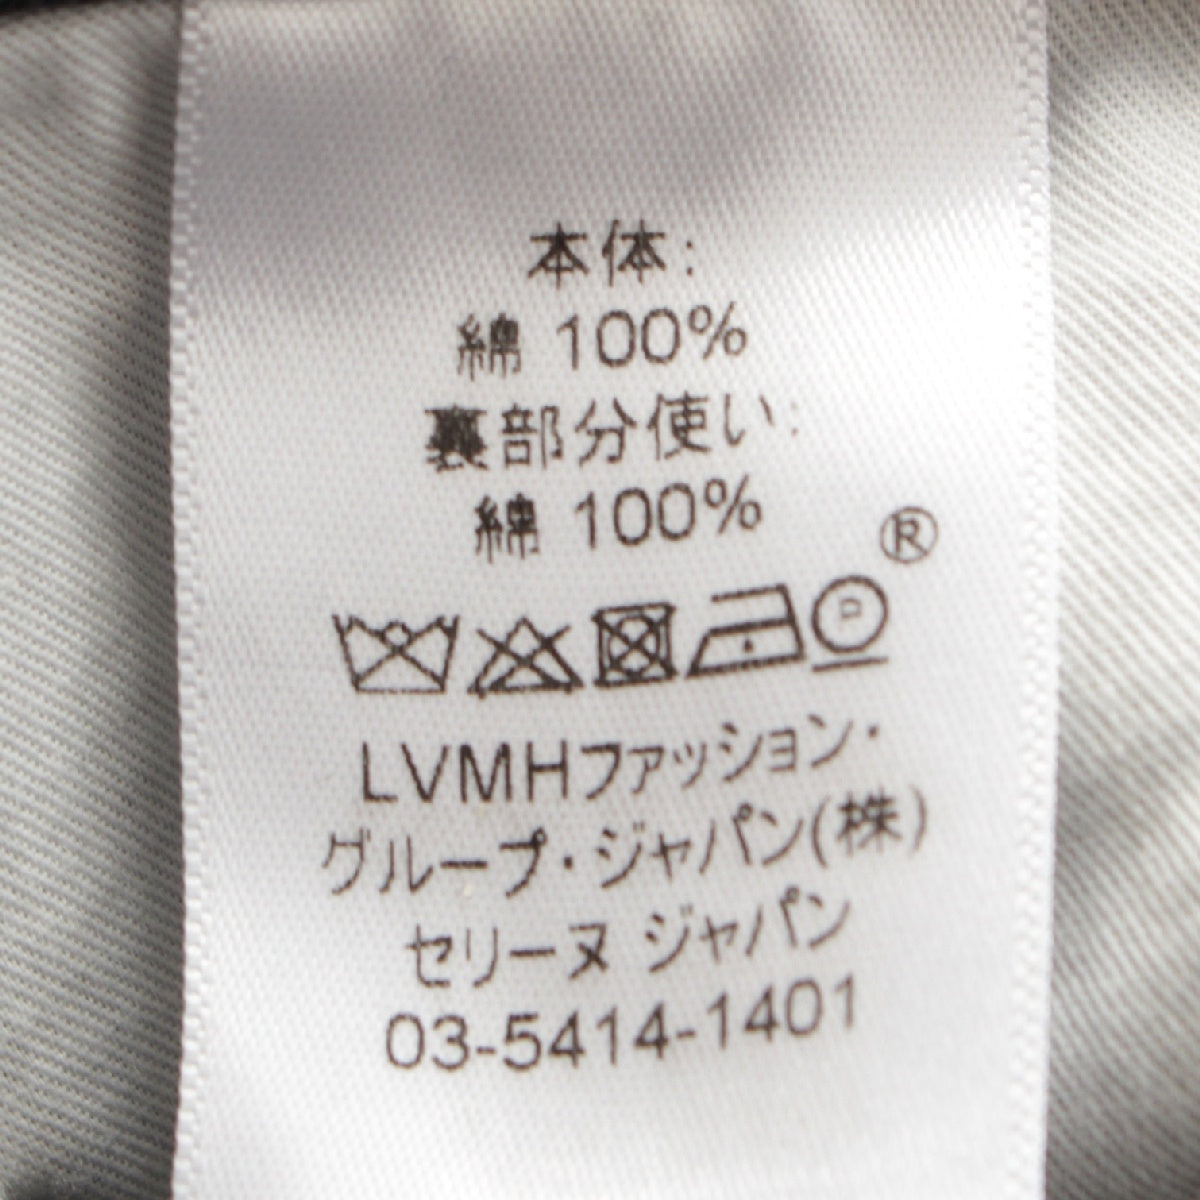 本体:
綿 100%
裏部分使い:
綿 100%
®
P
LVMHファッション・
グループ・ジャパン(株)
セリーヌ ジャパン
03-5414-1401